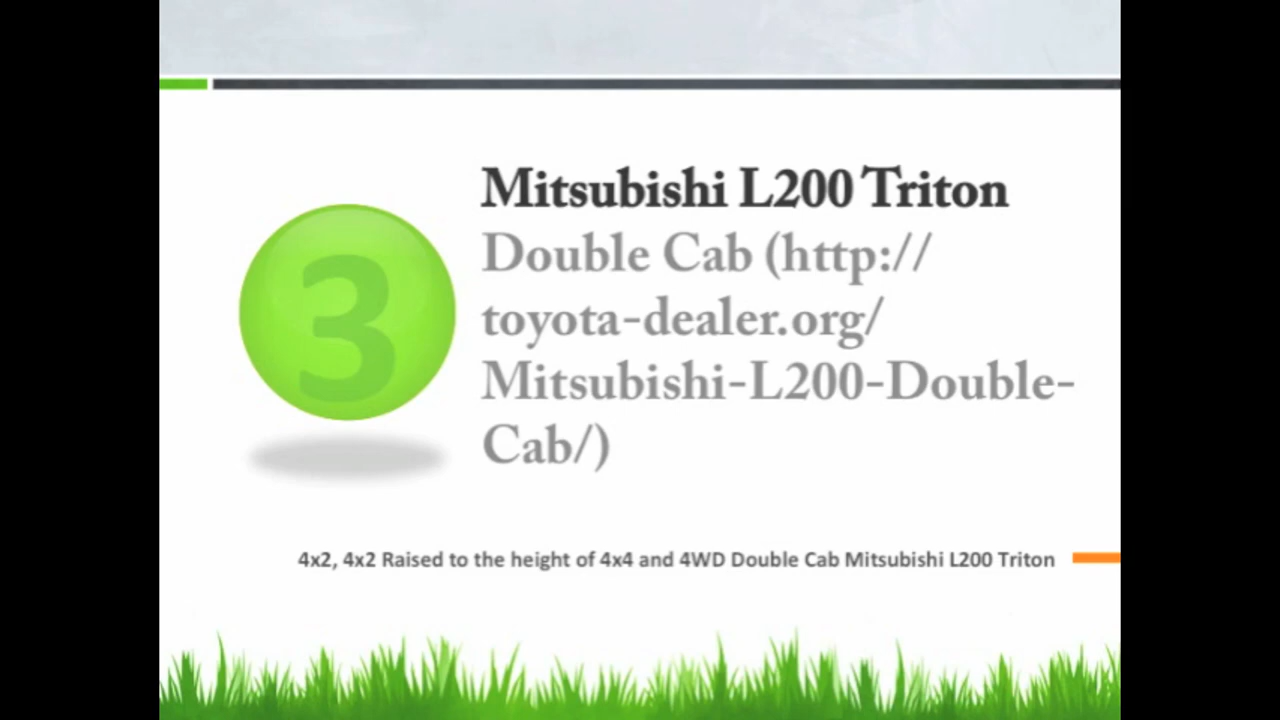 3
Mitsubishi L200 Triton
Double Cab (http://
toyota-dealer.org/
Mitsubishi-L200-Double-
Cab/)
4x2, 4x2 Raised to the height of 4x4 and 4WD Double Cab Mitsubishi L200 Triton